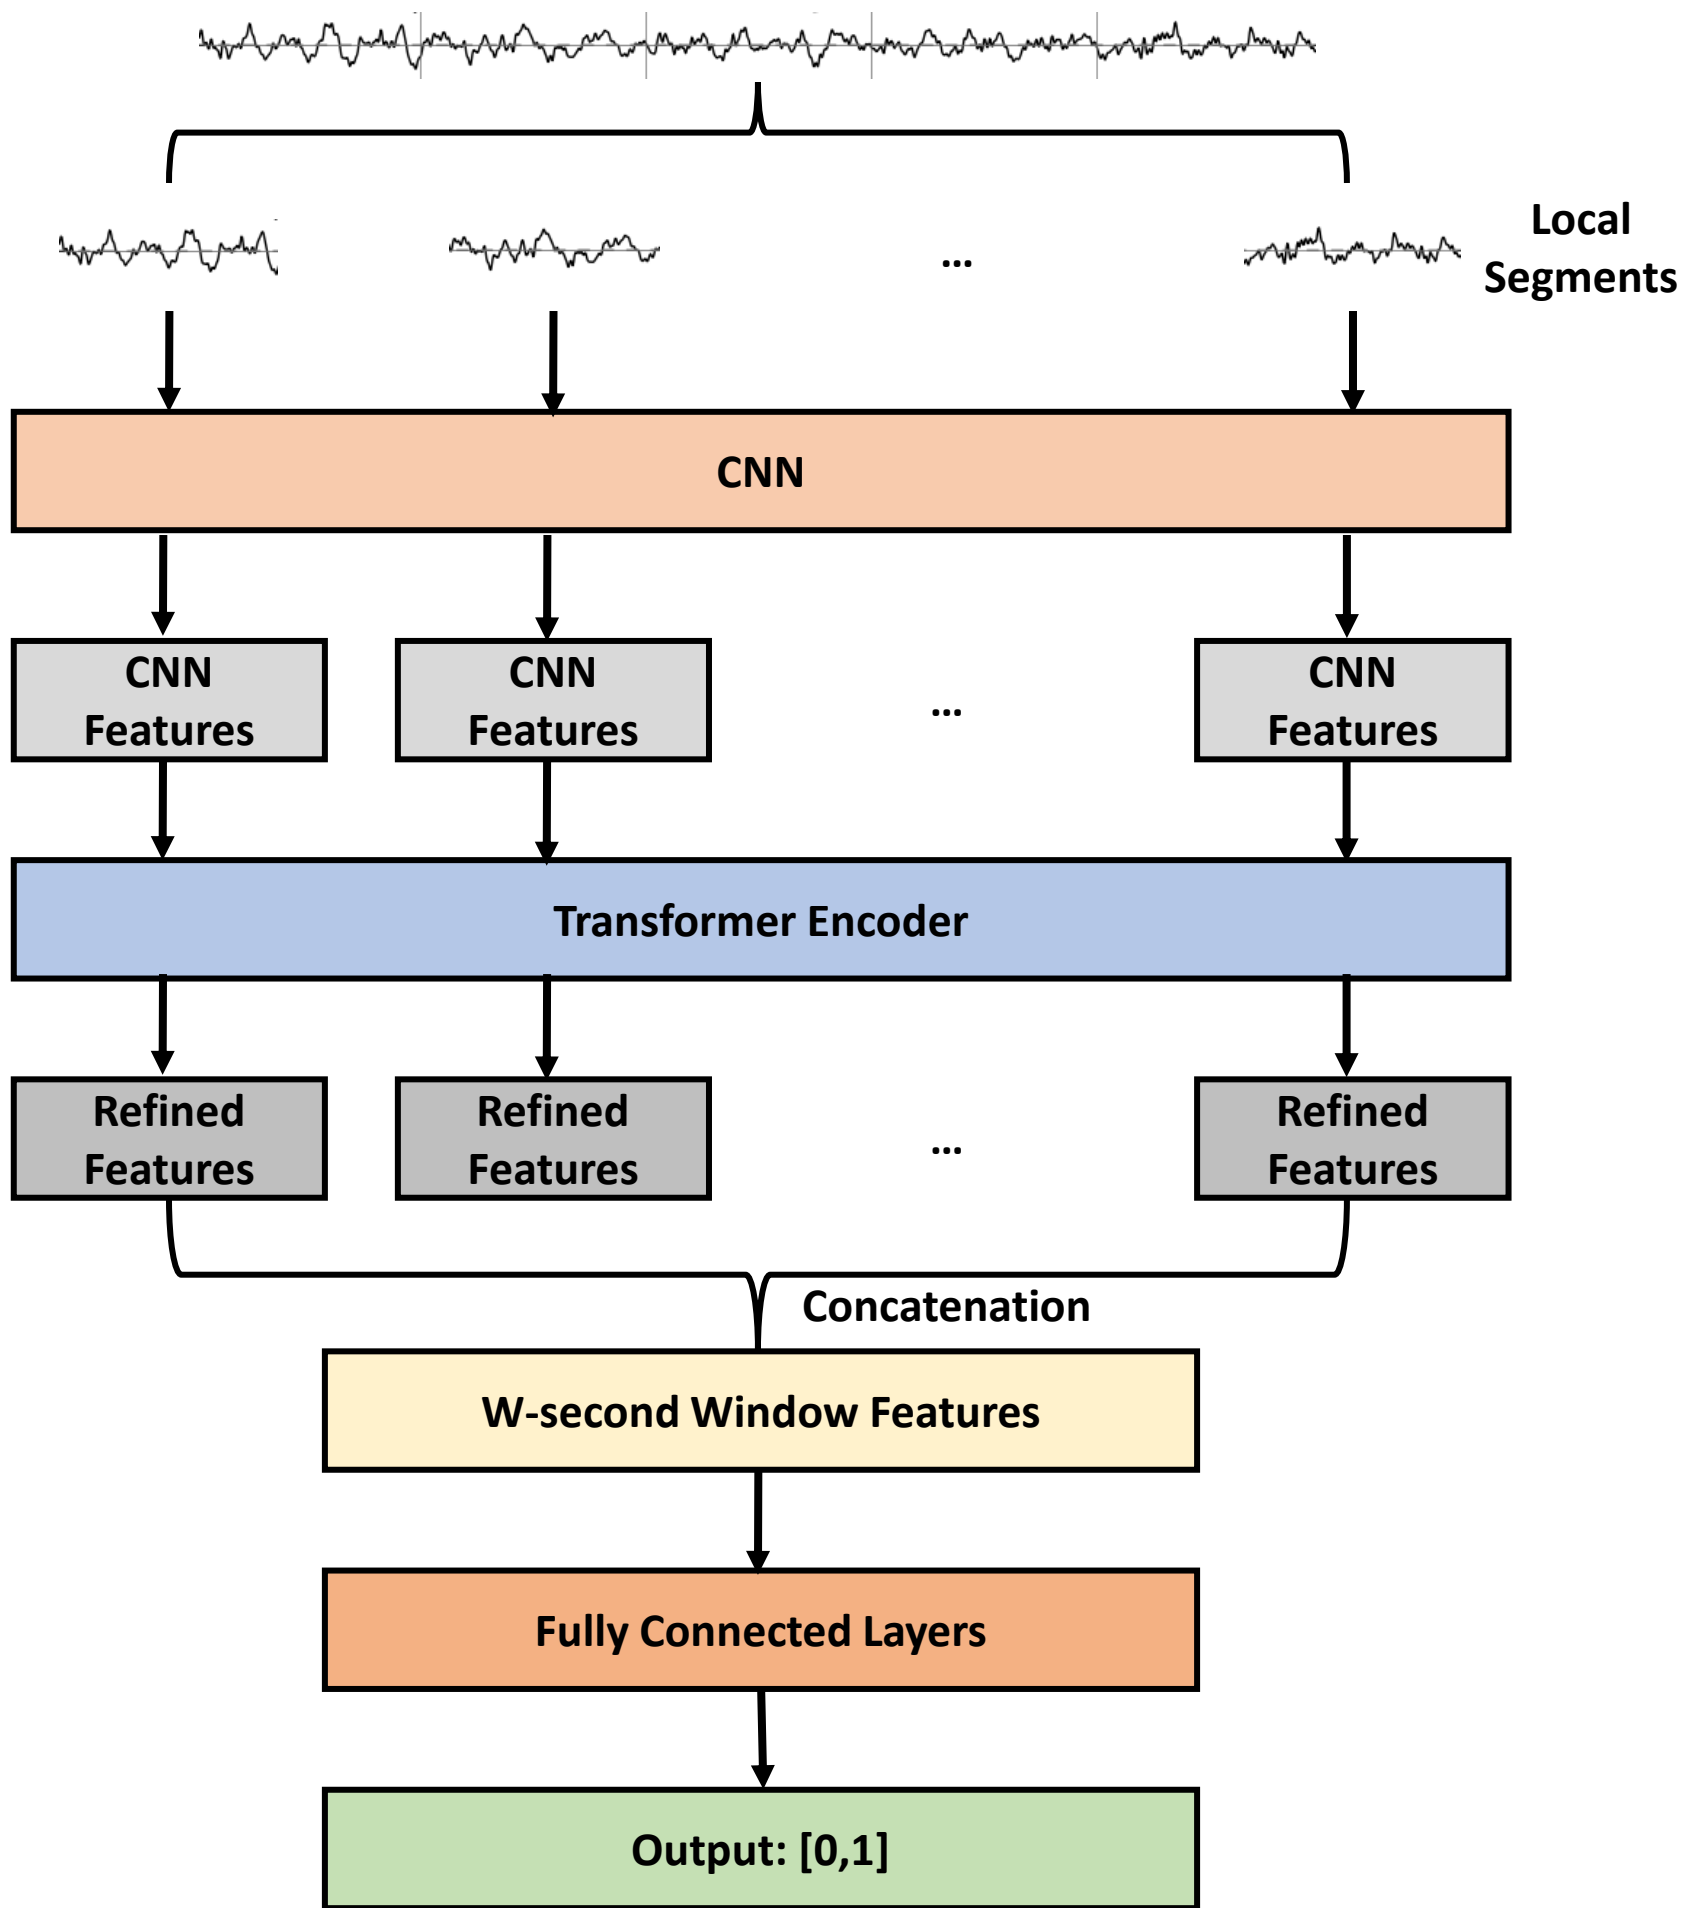 Local
Segments
...
CNN
CNN
Features
CNN
Features
...
CNN
Features
Transformer Encoder
Refined
Features
Refined
Features
...
Refined
Features
Concatenation
W-second Window Features
Fully Connected Layers
Output: [0,1]